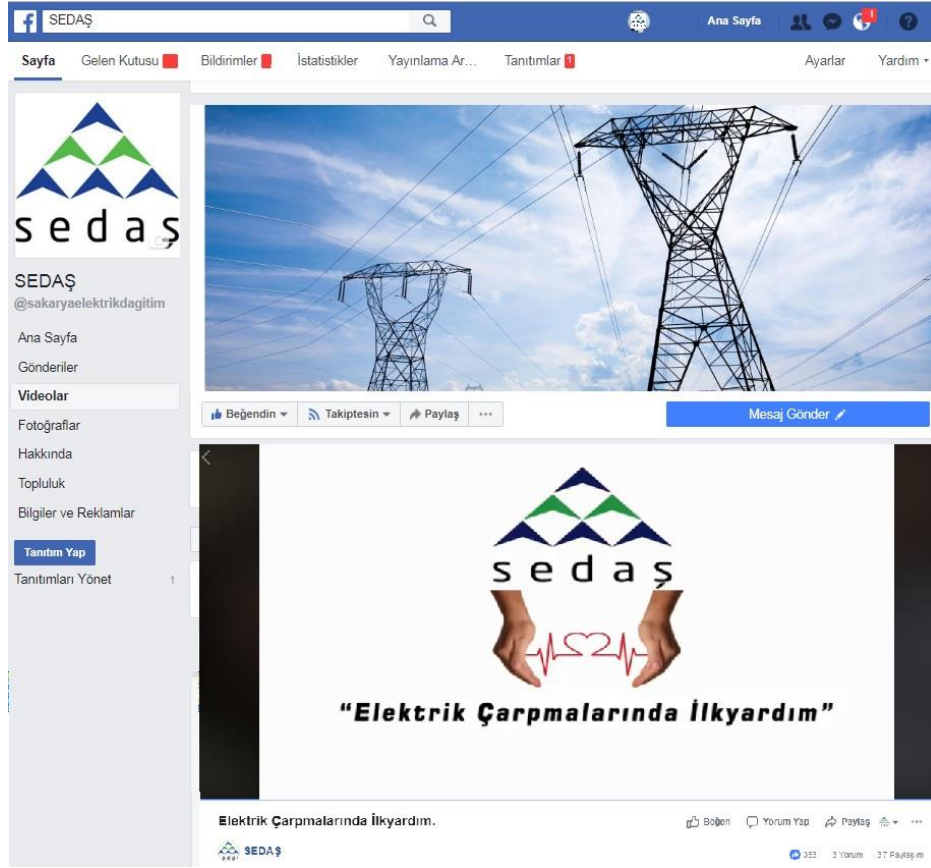 SEDAŞ
Ana Sayfa
Sayfa
Gelen Kutusu
Bildirimler
İstatistikler
Yayınlama Ar...
Tanıtımlar 1
Ayarlar
Yardım
sedaş
SEDAŞ
@sakaryaelektrikdagitim
Ana Sayfa
Gönderiler
Videolar
Fotoğraflar
Hakkında
Topluluk
Bilgiler ve Reklamlar
Tanıtım Yap
Tanıtımları Yönet 1
Beğendin
Takiptesin
Paylaş
Mesaj Gönder
sedaş
“Elektrik Çarpmalarında İlkyardım”
Elektrik Çarpmalarında İlkyardım.
Beğen
Yorum Yap
Paylaş
SEDAŞ
353
3 Yorum
37 Paylaşım